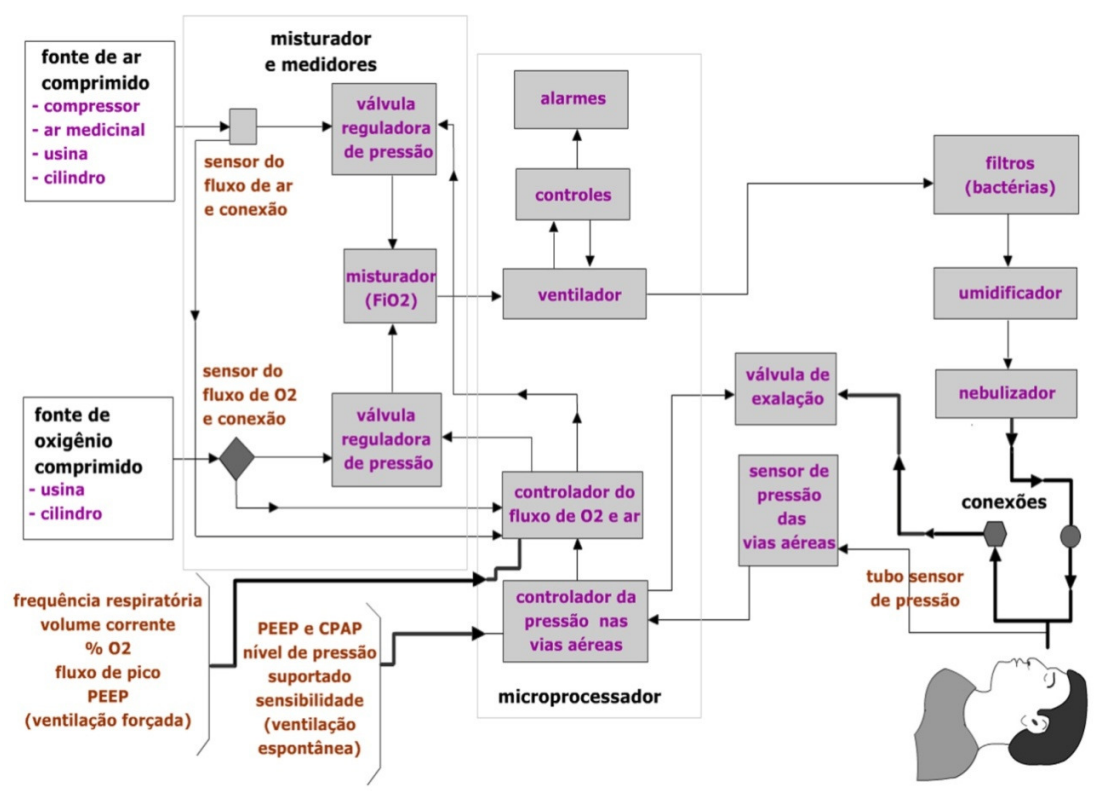 misturador
e medidores
fonte de ar
comprimido
- compressor
- ar medicinal
- usina
- cilindro
sensor do
fluxo de ar
e conexão
válvula
reguladora
de pressão
misturador
(FiO2)
alarmes
controles
ventilador
filtros
(bactérias)
umidificador
nebulizador
sensor do
fluxo de O2
e conexão
fonte de
oxigênio
comprimido
- usina
- cilindro
válvula
reguladora
de pressão
controlador do
fluxo de O2 e ar
válvula de
exalação
sensor de
pressão
das
vias aéreas
conexões
tubo sensor
de pressão
controlador da
pressão nas
vias aéreas
microprocessador
frequência respiratória
volume corrente
% O2
fluxo de pico
PEEP
(ventilação forçada)
PEEP e CPAP
nível de pressão
suportado
sensibilidade
(ventilação
espontânea)